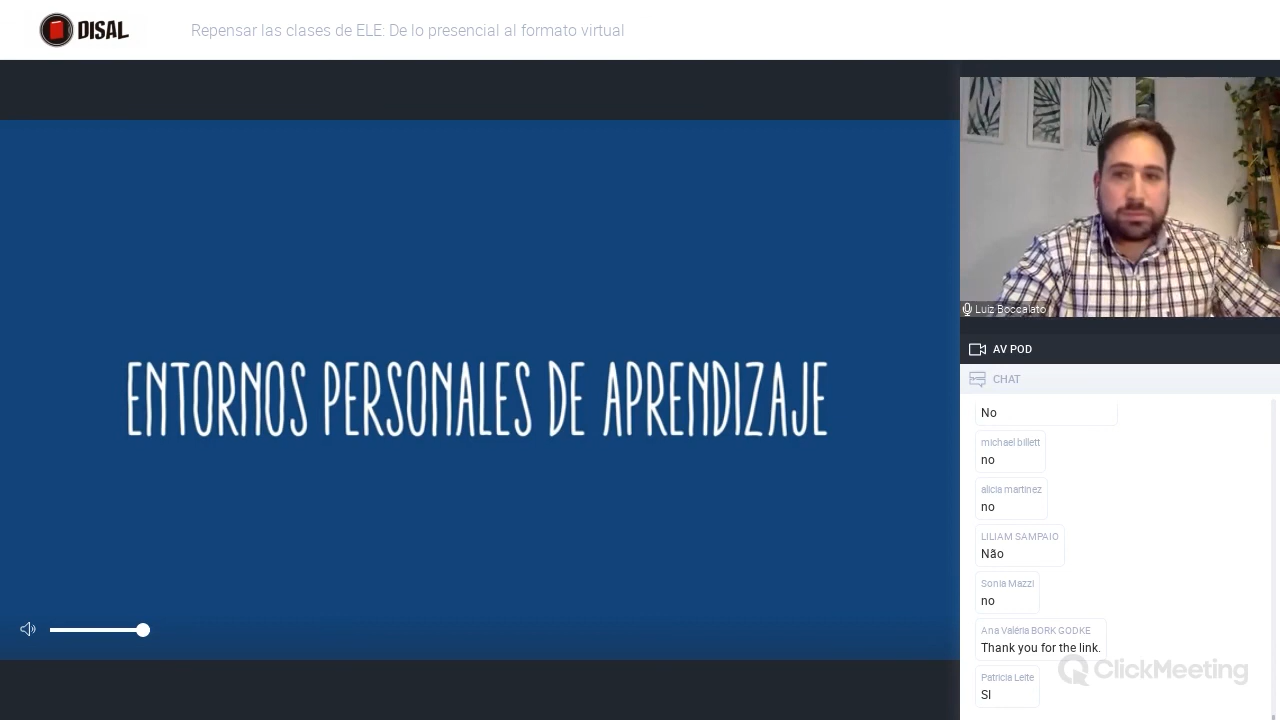 DISAL
Repensar las clases de ELE: De lo presencial al formato virtual
ENTORNOS PERSONALES DE APRENDIZAJE
Luiz Boccalato
AV POD
CHAT
No
michael billett
no
alicia martinez
no
LILIAM SAMPAIO
Não
Sonia Mazzi
no
Ana Valéria BORK GODKE
Thank you for the link.
ClickMeeting
Patricia Leite
SI